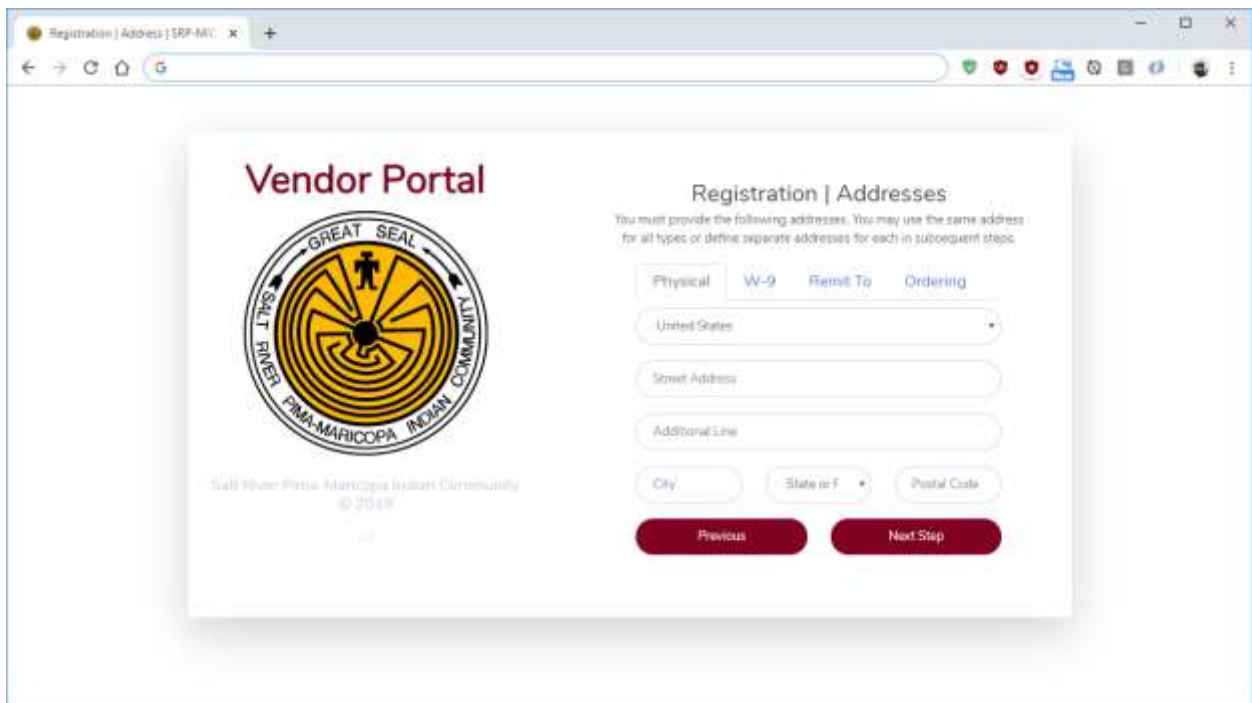 Registration | Address | SRP-MI
Vendor Portal
GREAT SEAL
SALT RIVER PIMA-MARICOPA INDIAN COMMUNITY
Salt River Pima-Maricopa Indian Community
© 2019
Registration | Addresses
You must provide the following addresses. You may use the same address
for all types or define separate addresses for each in subsequent steps.
Physical W-9 Remit To Ordering
United States
Street Address
Additional Line
City State or F Postal Code
Previous Next Step